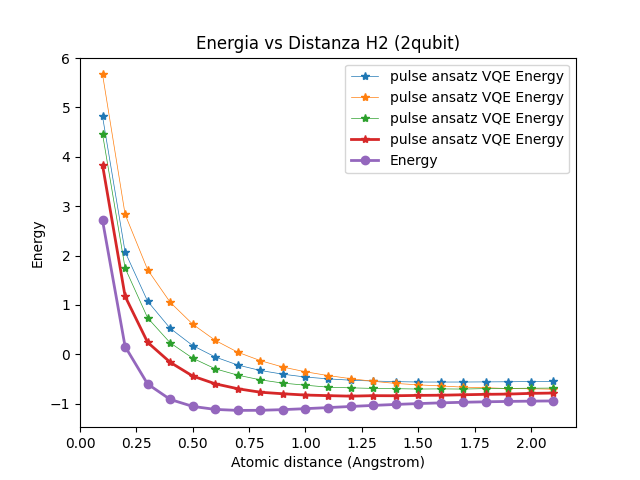 Energia vs Distanza H2 (2qubit)
pulse ansatz VQE Energy
pulse ansatz VQE Energy
pulse ansatz VQE Energy
pulse ansatz VQE Energy
Energy
Energy
6
5
4
3
2
1
0
−1
0.00 0.25 0.50 0.75 1.00 1.25 1.50 1.75 2.00
Atomic distance (Angstrom)